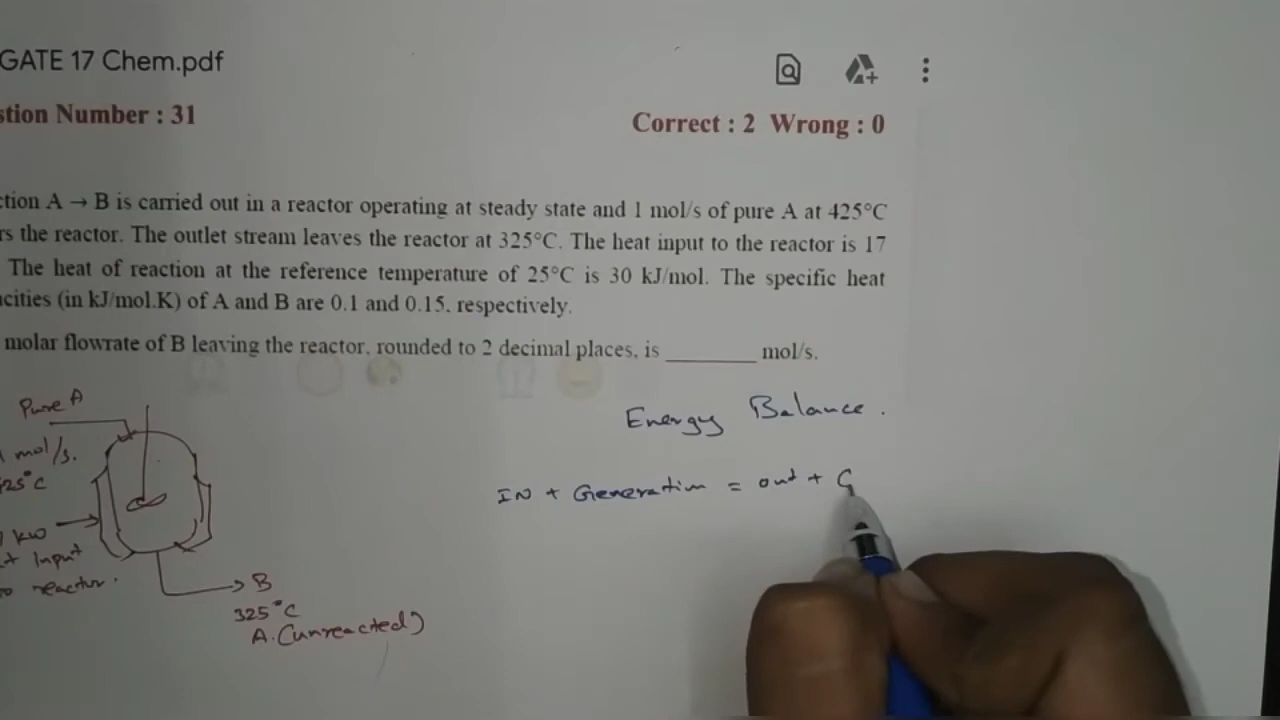 GATE 17 Chem.pdf
stion Number : 31
Correct : 2 Wrong : 0
ction A → B is carried out in a reactor operating at steady state and 1 mol/s of pure A at 425°C
rs the reactor. The outlet stream leaves the reactor at 325°C. The heat input to the reactor is 17
The heat of reaction at the reference temperature of 25°C is 30 kJ/mol. The specific heat
cities (in kJ/mol.K) of A and B are 0.1 and 0.15, respectively.
molar flowrate of B leaving the reactor, rounded to 2 decimal places, is ________ mol/s.
Pure A
mol/s.
25°C
kw
Input
reactor.
B
325°C
A. (unreacted)
Energy Balance.
IN + Generation = out + C